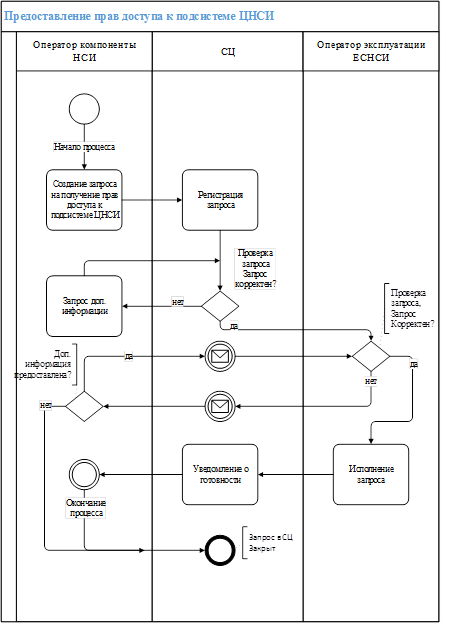 Предоставление прав доступа к подсистеме ЦНСИ
Оператор компоненты
НСИ
СЦ
Оператор эксплуатации
ЕСНСИ
Начало процесса
Создание запроса
на получение прав
доступа к
подсистеме ЦНСИ
Регистрация
запроса
Проверка
запроса
Запрос
корректен?
Запрос доп.
информации
нет
да
Проверка
запроса,
Запрос
Корректен?
Доп.
информация
предоставлена?
да
да
нет
нет
Уведомление о
готовности
Исполнение
запроса
Окончание
процесса
Запрос в СЦ
Закрыт